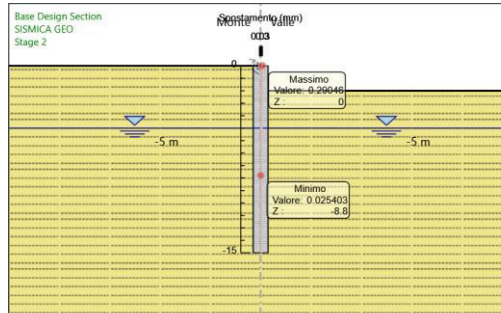 Base Design Section
SISMICA GEO
Stage 2
Spostamento (mm)
Monte Valle
0
Massimo
Valore: 0.29046
Z : 0
-5 m
-5 m
Minimo
Valore: 0.025403
Z : -8.8
-15